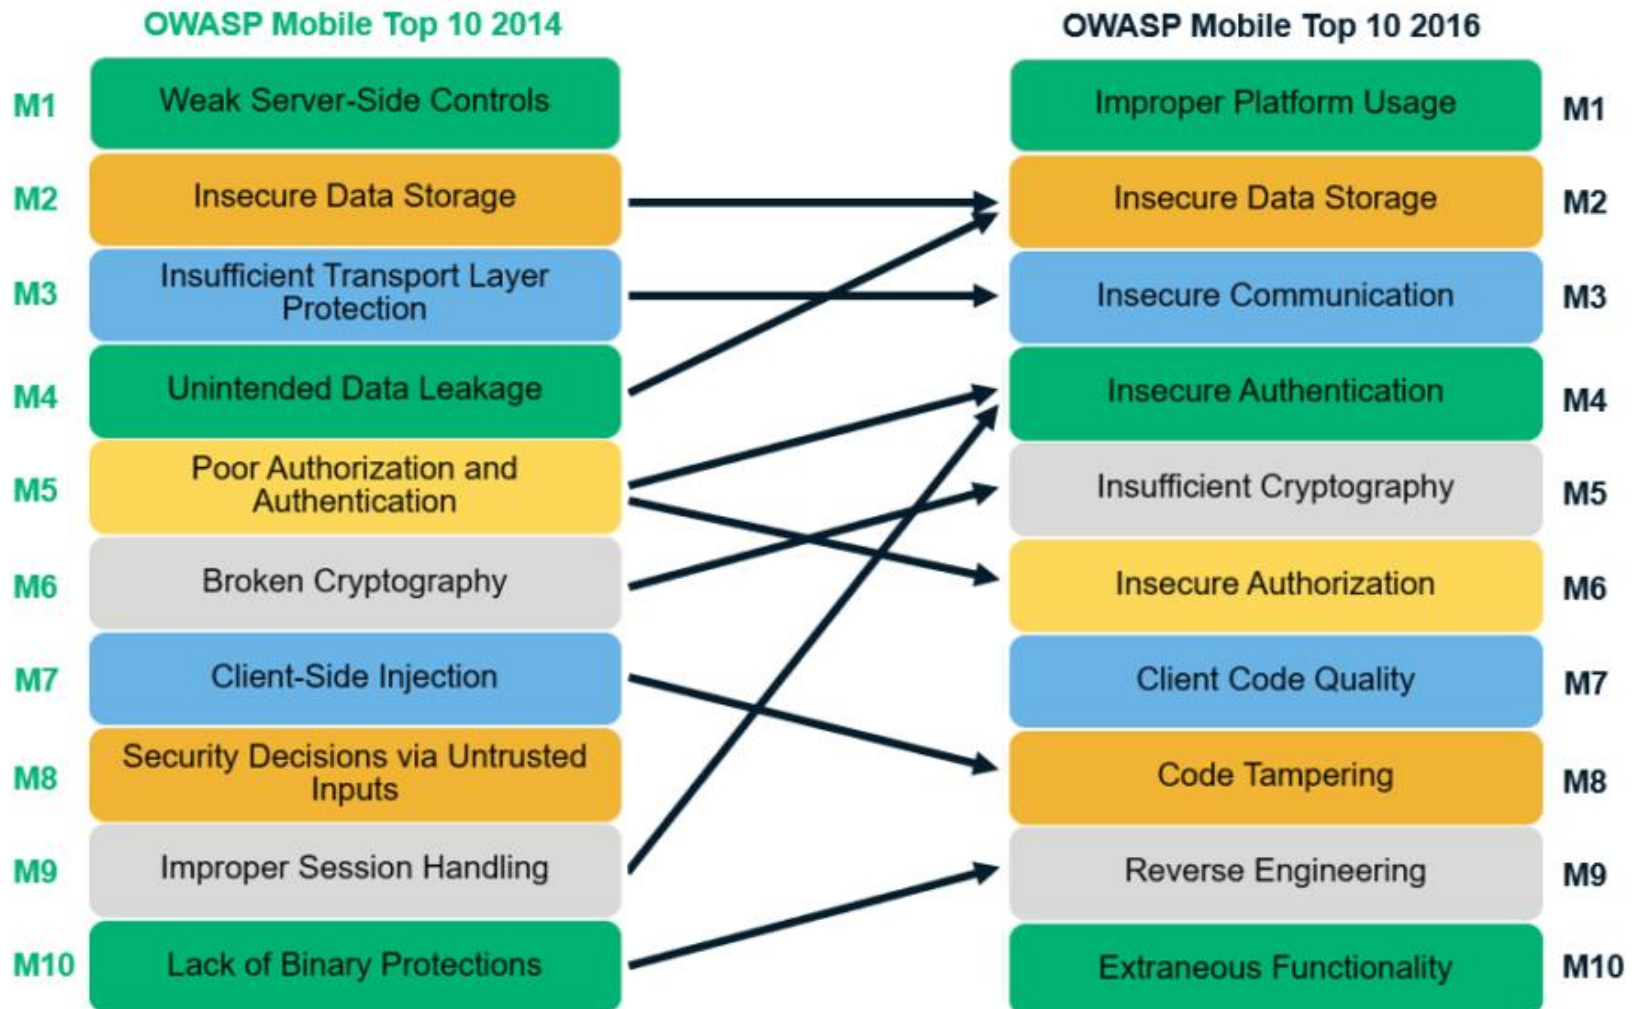 OWASP Mobile Top 10 2014
OWASP Mobile Top 10 2016
M1
Weak Server-Side Controls
Improper Platform Usage
M1
M2
Insecure Data Storage
Insecure Data Storage
M2
M3
Insufficient Transport Layer
Protection
Insecure Communication
M3
M4
Unintended Data Leakage
Insecure Authentication
M4
M5
Poor Authorization and
Authentication
Insufficient Cryptography
M5
M6
Broken Cryptography
Insecure Authorization
M6
M7
Client-Side Injection
Client Code Quality
M7
M8
Security Decisions via Untrusted
Inputs
Code Tampering
M8
M9
Improper Session Handling
Reverse Engineering
M9
M10
Lack of Binary Protections
Extraneous Functionality
M10